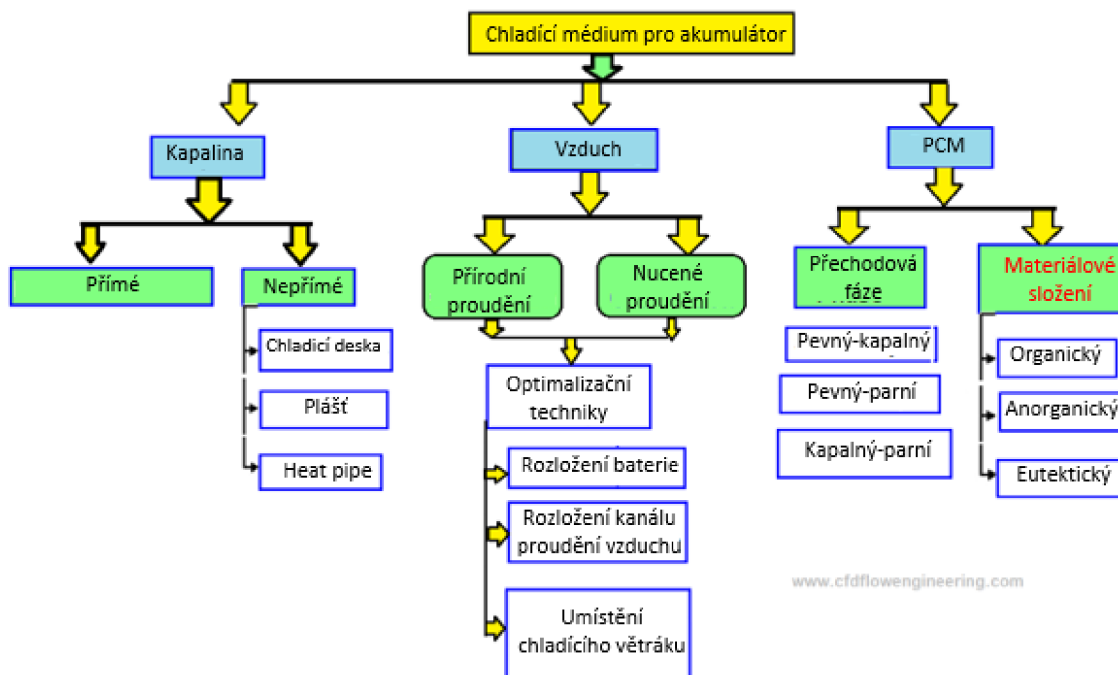 Chladící médium pro akumulátor
Kapalina
Vzduch
PCM
Přímé
Nepřímé
Chladicí deska
Plášť
Heat pipe
Přírodní
proudění
Nucené
proudění
Optimalizační
techniky
Rozložení baterie
Rozložení kanálu
proudění vzduchu
Umístění
chladícího větráku
Přechodová
fáze
Pevný-kapalný
Pevný-parní
Kapalný-parní
Materiálové
složení
Organický
Anorganický
Eutektický
www.cfdflowengineering.com